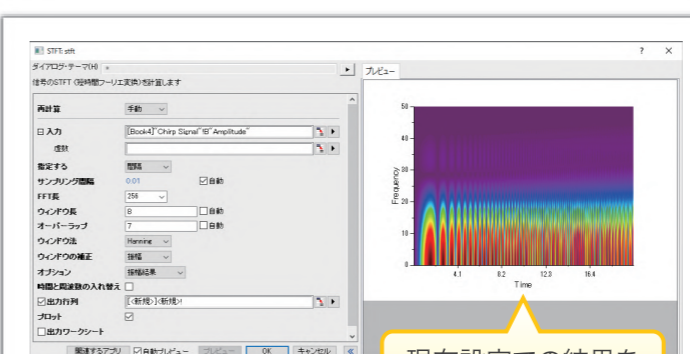 STFT: stft
? ×
ダイアログ・テーマ(H) *
信号のSTFT (短時間フーリエ変換)を計算します
再計算 手動
入力 [Book4]"Chirp Signal"!B"Amplitude"
虚数
指定する 間隔
サンプリング間隔 0.01 自動
FFT長 256
ウィンドウ長 8 自動
オーバーラップ 7 自動
ウィンドウ法 Hanning
ウィンドウの補正 振幅
オプション 振幅結果
時間と周波数の入れ替え
出力行列 [<新規>]<新規>!
プロット
出力ワークシート
関連するアプリ 自動プレビュー プレビュー OK キャンセル
プレビュー
50
40
30
20
10
0
Frequency
4.1 8.2 12.3 16.4
Time
現在設定での結果を